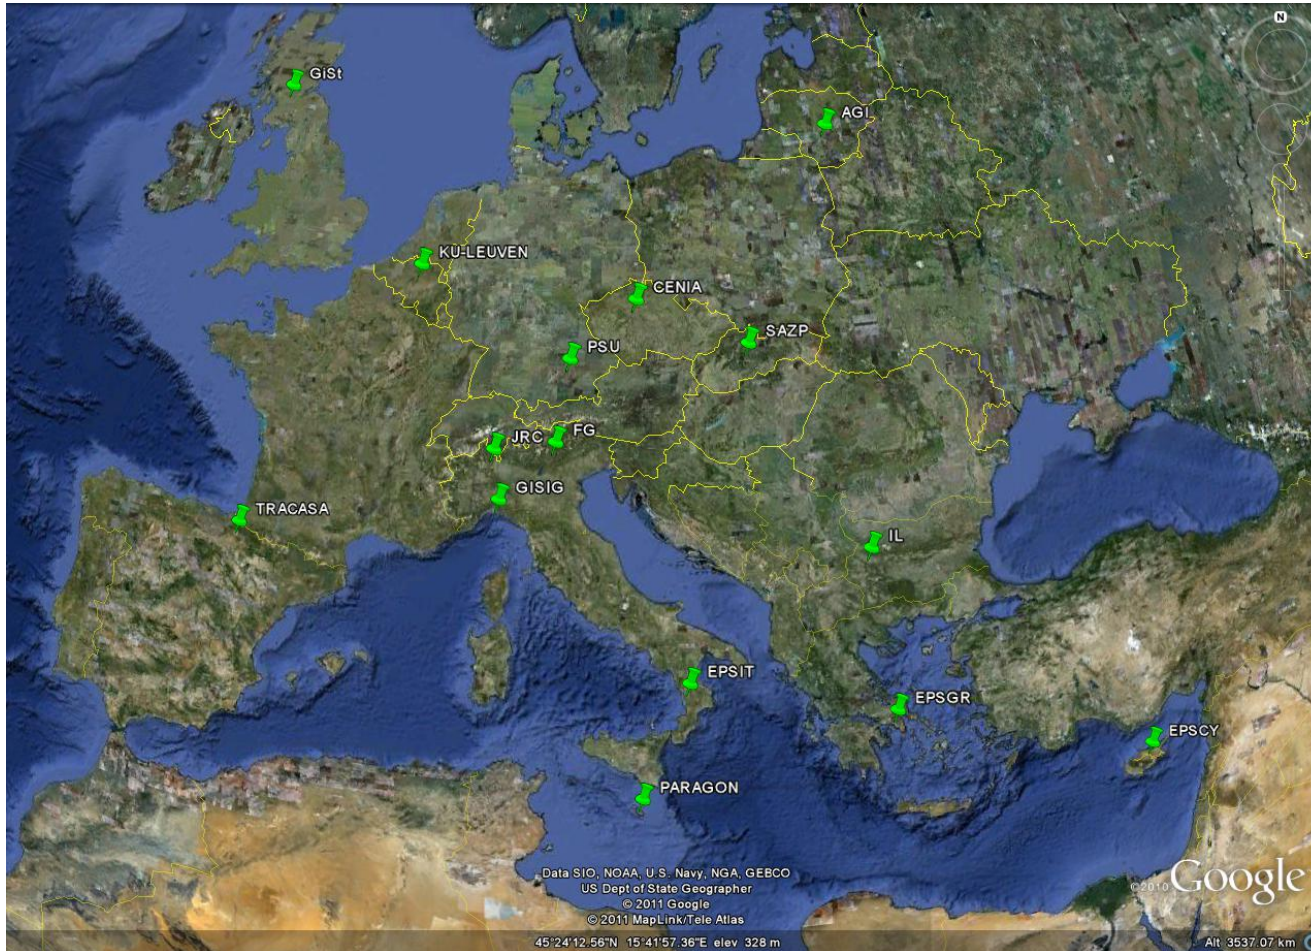 N
GiSt
AGI
KU-LEUVEN
CENIA
SAZP
PSU
JRC
FG
GISIG
TRACASA
IL
EPSIT
EPSGR
EPSCY
PARAGON
Data SIO, NOAA, U.S. Navy, NGA, GEBCO
US Dept of State Geographer
© 2011 Google
© 2011 MapLink/Tele Atlas
©2010 Google
45°24'12.56"N 15°41'57.36"E elev 328 m
Alt 3537.07 km